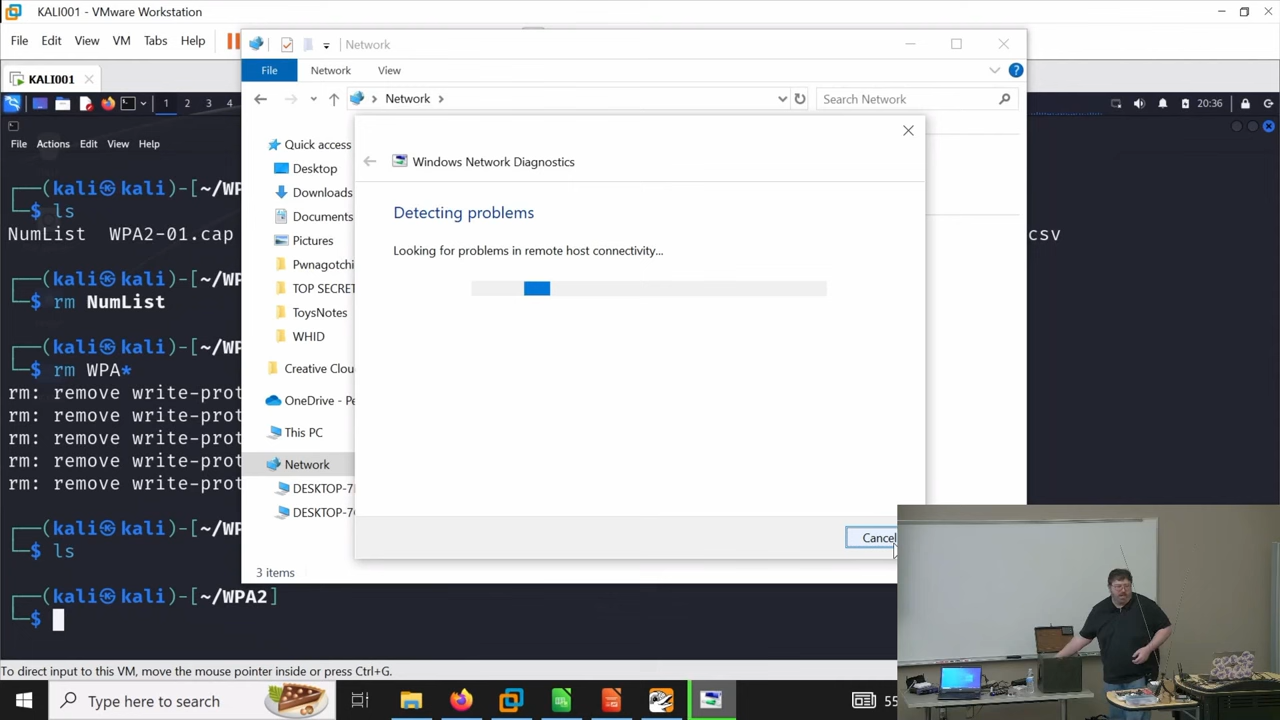 KALI001 - VMware Workstation
File Edit View VM Tabs Help
KALI001
Network
File Network View
Network
Search Network
1 2 3 4
20:36
File Actions Edit View Help
Windows Network Diagnostics
Detecting problems
Looking for problems in remote host connectivity...
Cancel
Quick access
Desktop
Downloads
Documents
Pictures
Pwnagotchi
TOP SECRET
ToysNotes
WHID
Creative Clou
OneDrive - Pe
This PC
Network
DESKTOP-7
DESKTOP-7
3 items
(kali㉿kali)-[~/WP
$ ls
NumList WPA2-01.cap csv
(kali㉿kali)-[~/WP
$ rm NumList
(kali㉿kali)-[~/WP
$ rm WPA*
rm: remove write-prot
rm: remove write-prot
rm: remove write-prot
rm: remove write-prot
rm: remove write-prot
(kali㉿kali)-[~/WP
$ ls
(kali㉿kali)-[~/WPA2]
$
To direct input to this VM, move the mouse pointer inside or press Ctrl+G.
Type here to search
55